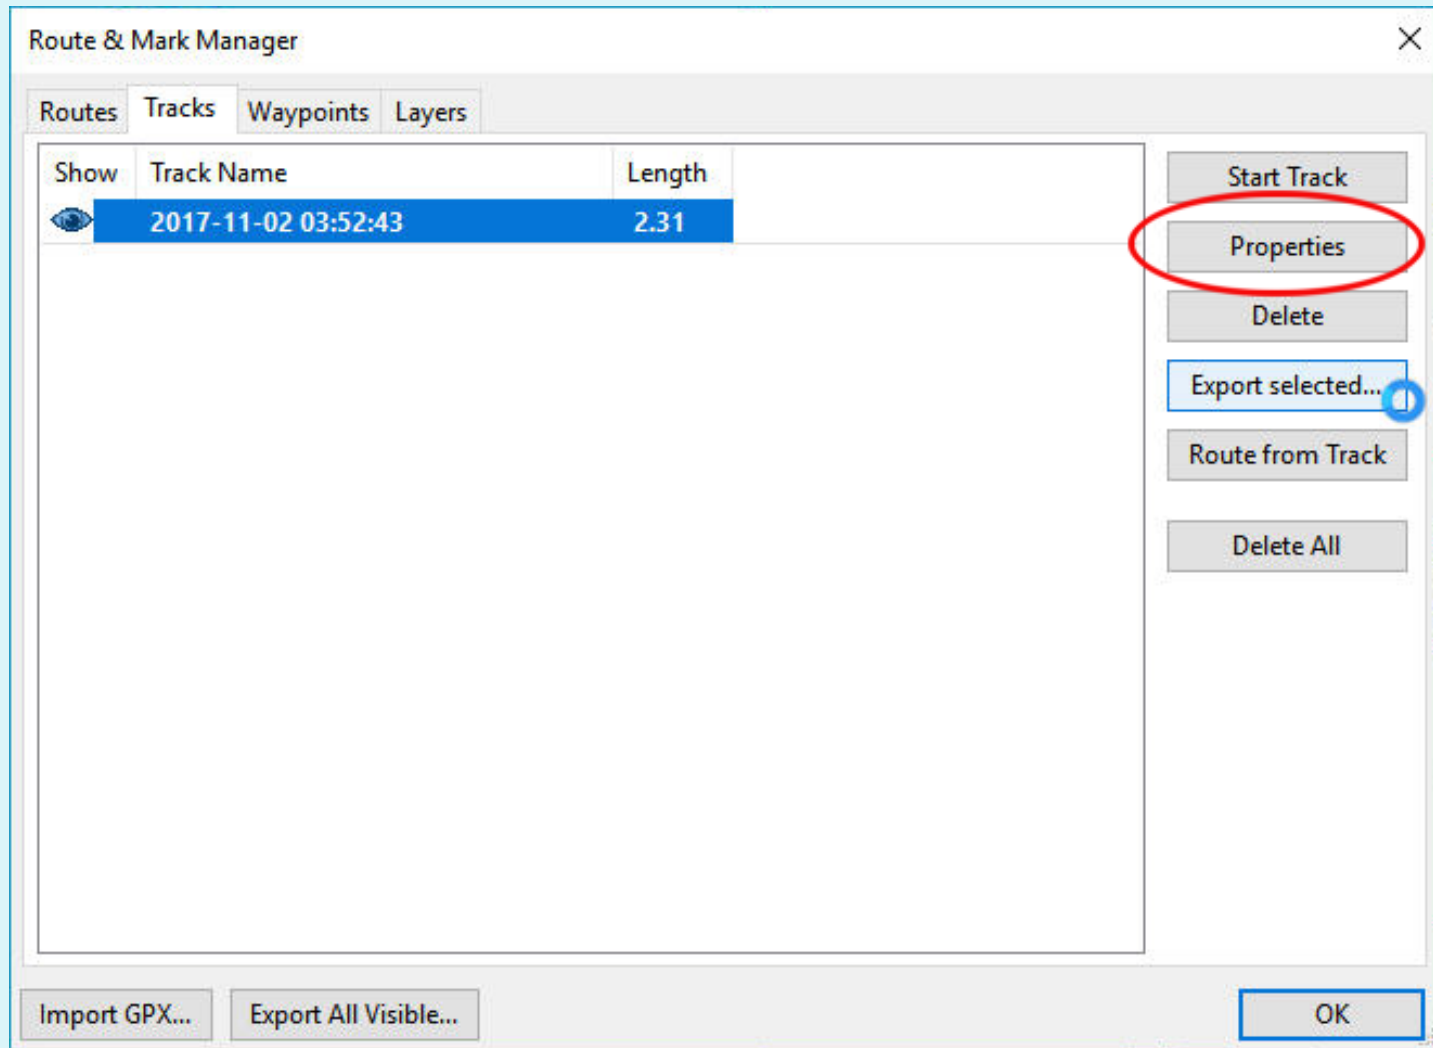 Route & Mark Manager
Routes Tracks Waypoints Layers
Show Track Name Length
2017-11-02 03:52:43 2.31
Start Track
Properties
Delete
Export selected...
Route from Track
Delete All
Import GPX... Export All Visible... OK